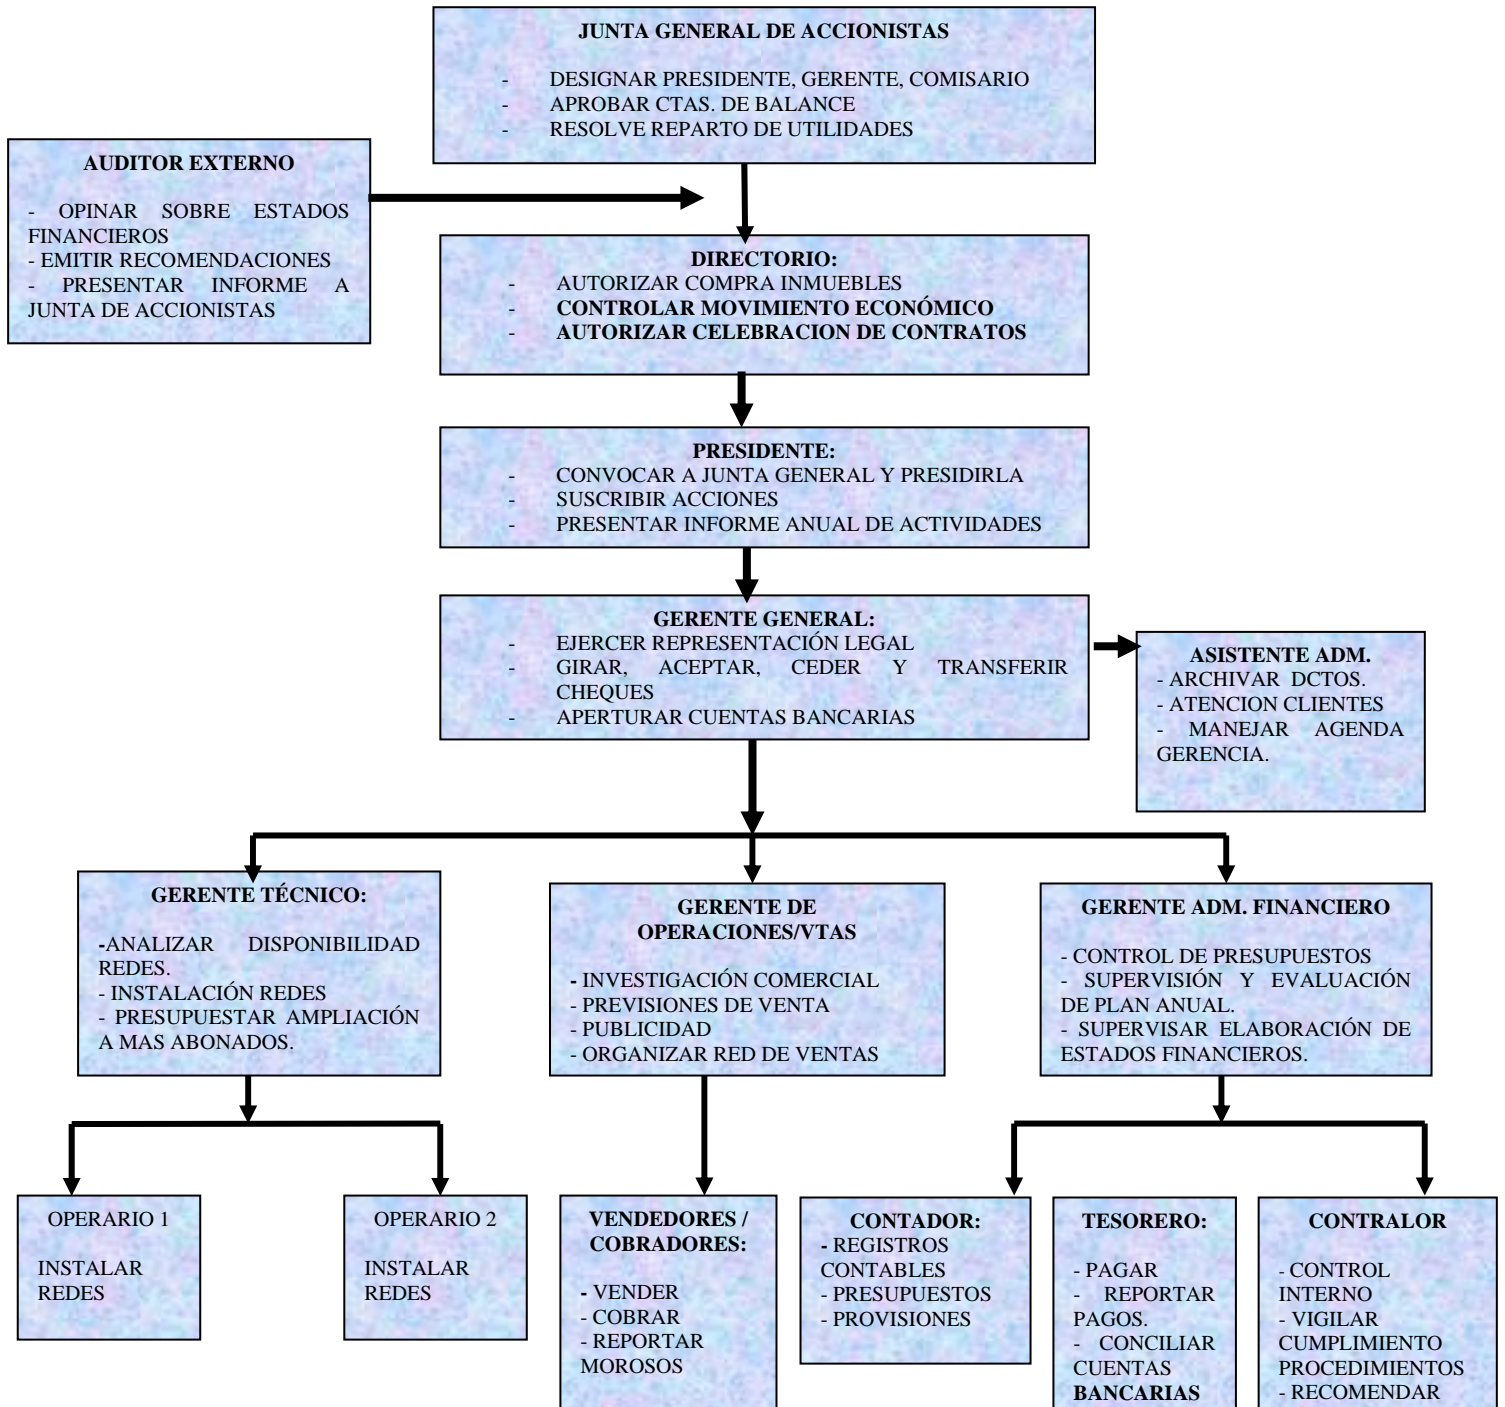 JUNTA GENERAL DE ACCIONISTAS
- DESIGNAR PRESIDENTE, GERENTE, COMISARIO
- APROBAR CTAS. DE BALANCE
- RESOLVE REPARTO DE UTILIDADES
AUDITOR EXTERNO
- OPINAR SOBRE ESTADOS
FINANCIEROS
- EMITIR RECOMENDACIONES
- PRESENTAR INFORME A
JUNTA DE ACCIONISTAS
DIRECTORIO:
- AUTORIZAR COMPRA INMUEBLES
- CONTROLAR MOVIMIENTO ECONÓMICO
- AUTORIZAR CELEBRACION DE CONTRATOS
PRESIDENTE:
- CONVOCAR A JUNTA GENERAL Y PRESIDIRLA
- SUSCRIBIR ACCIONES
- PRESENTAR INFORME ANUAL DE ACTIVIDADES
GERENTE GENERAL:
- EJERCER REPRESENTACIÓN LEGAL
- GIRAR, ACEPTAR, CEDER Y TRANSFERIR
CHEQUES
- APERTURAR CUENTAS BANCARIAS
ASISTENTE ADM.
- ARCHIVAR DCTOS.
- ATENCION CLIENTES
- MANEJAR AGENDA
GERENCIA.
GERENTE TÉCNICO:
-ANALIZAR DISPONIBILIDAD
REDES.
- INSTALACIÓN REDES
- PRESUPUESTAR AMPLIACIÓN
A MAS ABONADOS.
GERENTE DE
OPERACIONES/VTAS
- INVESTIGACIÓN COMERCIAL
- PREVISIONES DE VENTA
- PUBLICIDAD
- ORGANIZAR RED DE VENTAS
GERENTE ADM. FINANCIERO
- CONTROL DE PRESUPUESTOS
- SUPERVISIÓN Y EVALUACIÓN
DE PLAN ANUAL.
- SUPERVISAR ELABORACIÓN DE
ESTADOS FINANCIEROS.
OPERARIO 1
INSTALAR
REDES
OPERARIO 2
INSTALAR
REDES
VENDEDORES /
COBRADORES:
- VENDER
- COBRAR
- REPORTAR
MOROSOS
CONTADOR:
- REGISTROS
CONTABLES
- PRESUPUESTOS
- PROVISIONES
TESORERO:
- PAGAR
- REPORTAR
PAGOS.
- CONCILIAR
CUENTAS
BANCARIAS
CONTRALOR
- CONTROL
INTERNO
- VIGILAR
CUMPLIMIENTO
PROCEDIMIENTOS
- RECOMENDAR